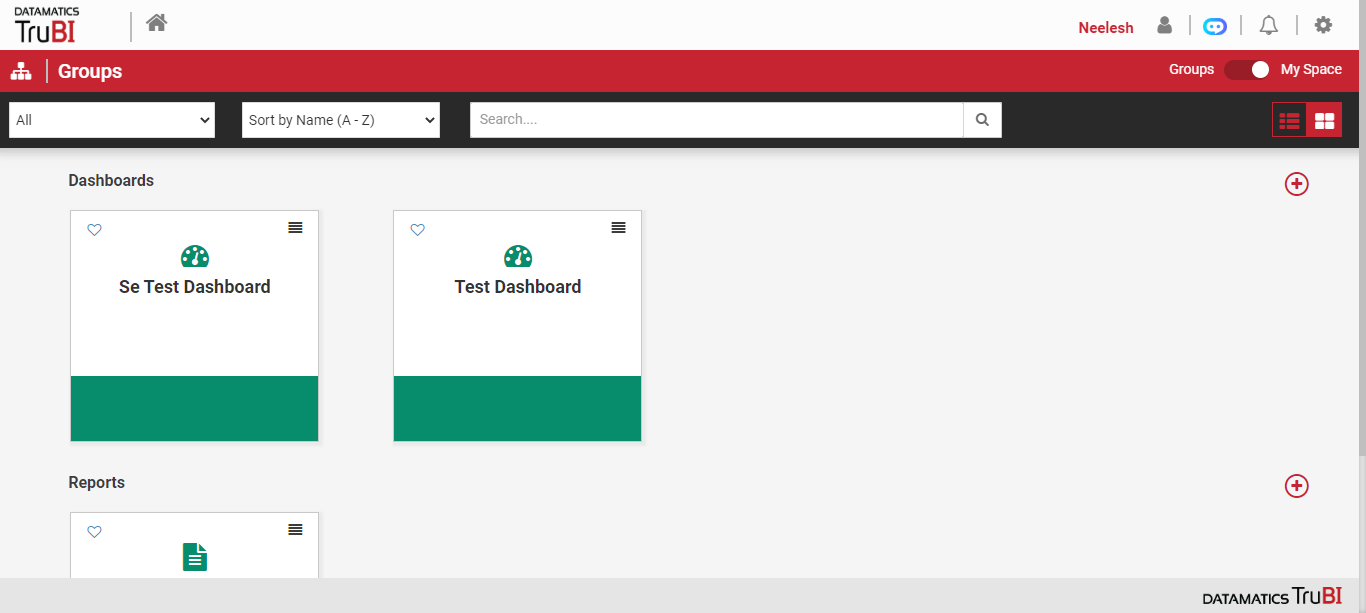 DATAMATICS
TruBI
Neelesh
Groups
Groups My Space
All
Sort by Name (A - Z)
Search....
Dashboards
Se Test Dashboard
Test Dashboard
Reports
DATAMATICS TruBI